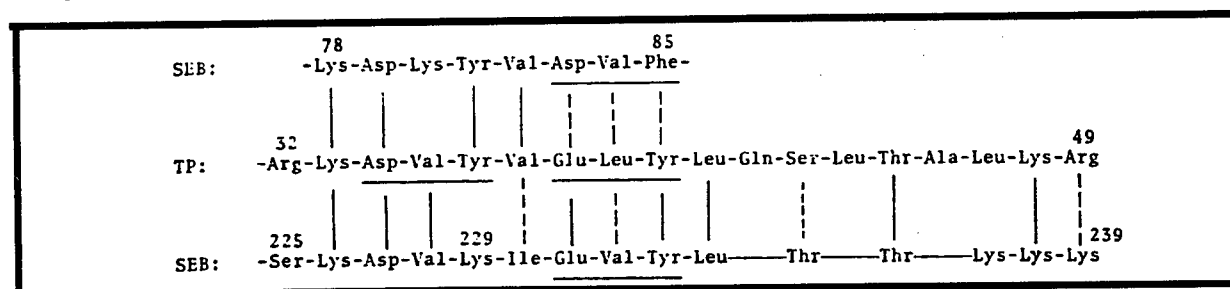 78 85
SEB: -Lys-Asp-Lys-Tyr-Val-Asp-Val-Phe-
32 49
TP: -Arg-Lys-Asp-Val-Tyr-Val-Glu-Leu-Tyr-Leu-Gln-Ser-Leu-Thr-Ala-Leu-Lys-Arg
225 229 239
SEB: -Ser-Lys-Asp-Val-Lys-Ile-Glu-Val-Tyr-Leu——Thr——Thr——Lys-Lys-Lys